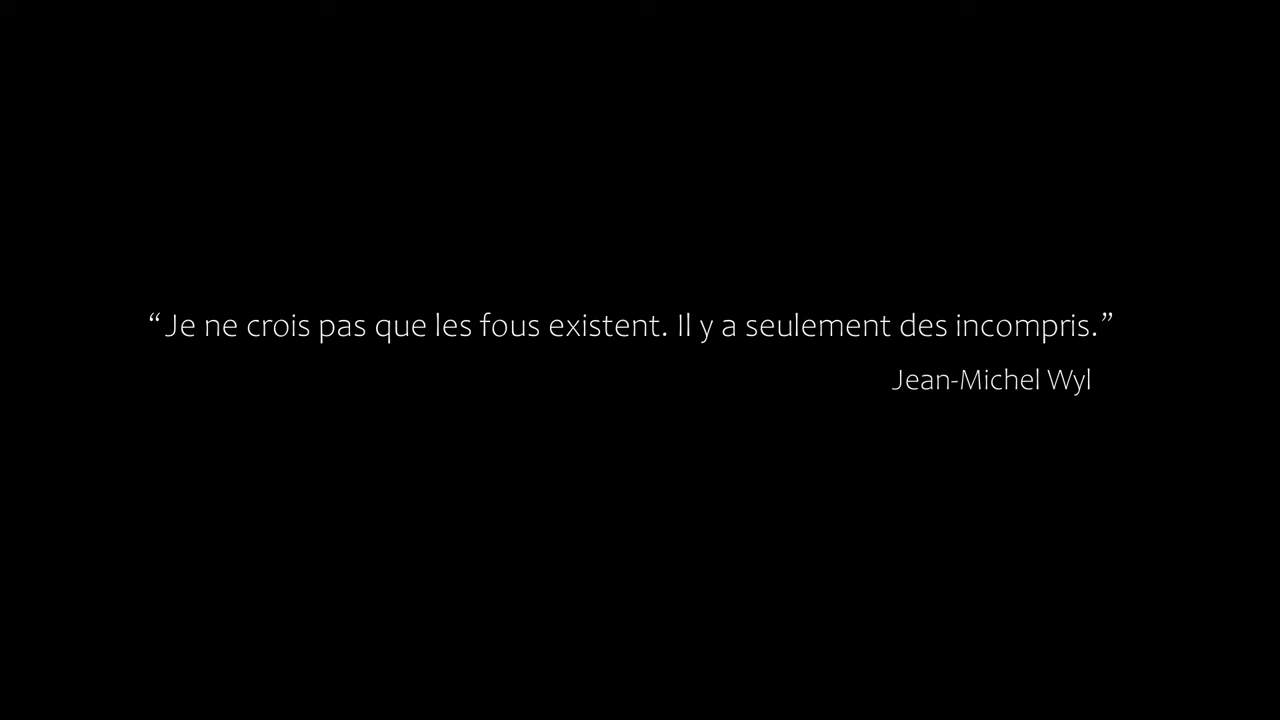 “Je ne crois pas que les fous existent. Il y a seulement des incompris.”
Jean-Michel Wyl